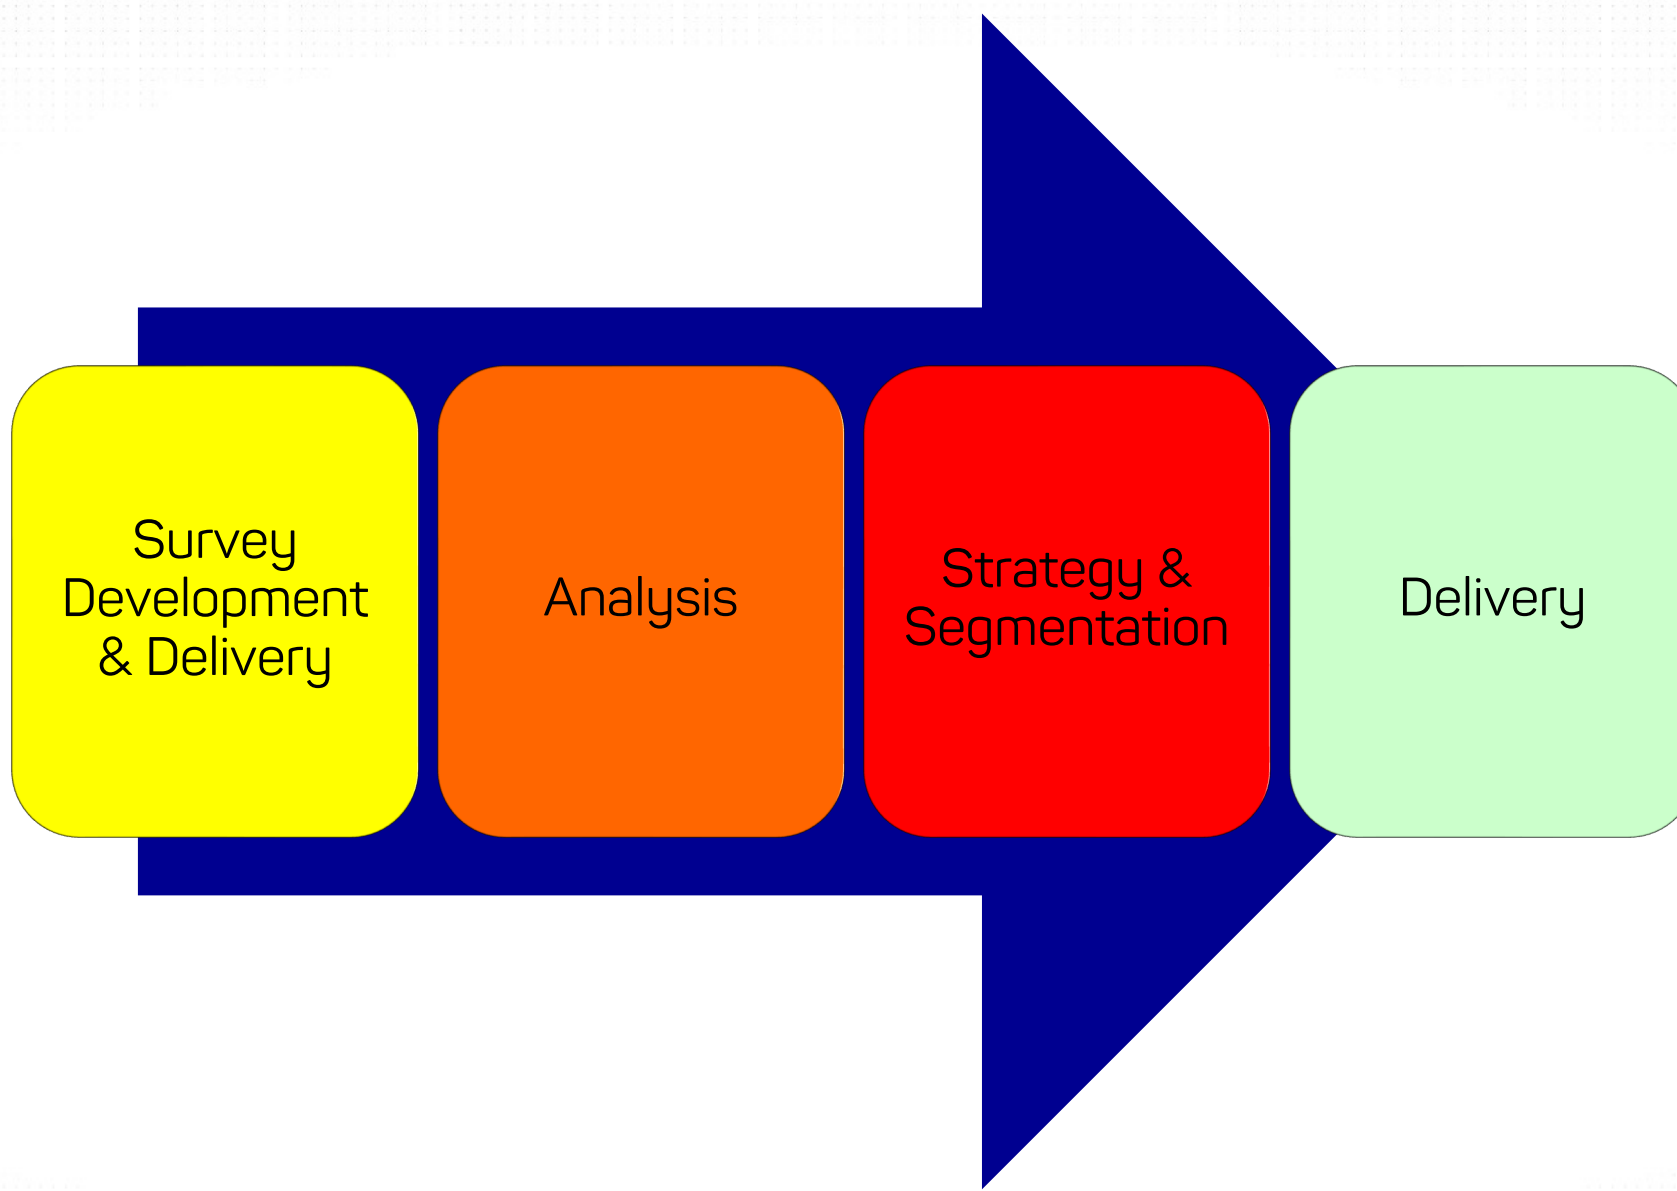 Survey
Development
& Delivery
Analysis
Strategy &
Segmentation
Delivery